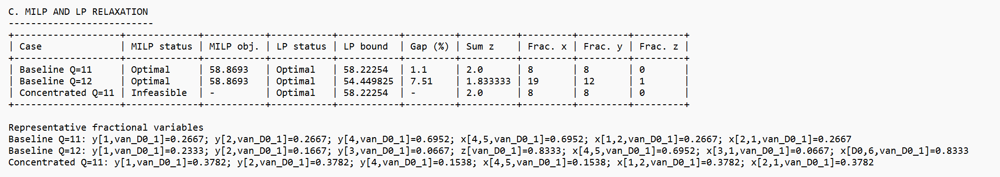 C. MILP AND LP RELAXATION
--------------------------
+-------------------+-------------+-----------+-----------+-----------+---------+----------+---------+---------+---------+
| Case              | MILP status | MILP obj. | LP status | LP bound  | Gap (%) | Sum z    | Frac. x | Frac. y | Frac. z |
+-------------------+-------------+-----------+-----------+-----------+---------+----------+---------+---------+---------+
| Baseline Q=11     | Optimal     | 58.8693   | Optimal   | 58.22254  | 1.1     | 2.0      | 8       | 8       | 0       |
| Baseline Q=12     | Optimal     | 58.8693   | Optimal   | 54.449825 | 7.51    | 1.833333 | 19      | 12      | 1       |
| Concentrated Q=11 | Infeasible  | -         | Optimal   | 58.22254  | -       | 2.0      | 8       | 8       | 0       |
+-------------------+-------------+-----------+-----------+-----------+---------+----------+---------+---------+---------+
Representative fractional variables
Baseline Q=11: y[1,van_D0_1]=0.2667; y[2,van_D0_1]=0.2667; y[4,van_D0_1]=0.6952; x[4,5,van_D0_1]=0.6952; x[1,2,van_D0_1]=0.2667; x[2,1,van_D0_1]=0.2667
Baseline Q=12: y[1,van_D0_1]=0.2333; y[2,van_D0_1]=0.1667; y[3,van_D0_1]=0.0667; z[van_D0_1]=0.8333; x[4,5,van_D0_1]=0.6952; x[3,1,van_D0_1]=0.0667; x[D0,6,van_D0_1]=0.8333
Concentrated Q=11: y[1,van_D0_1]=0.3782; y[2,van_D0_1]=0.3782; y[4,van_D0_1]=0.1538; x[4,5,van_D0_1]=0.1538; x[1,2,van_D0_1]=0.3782; x[2,1,van_D0_1]=0.3782